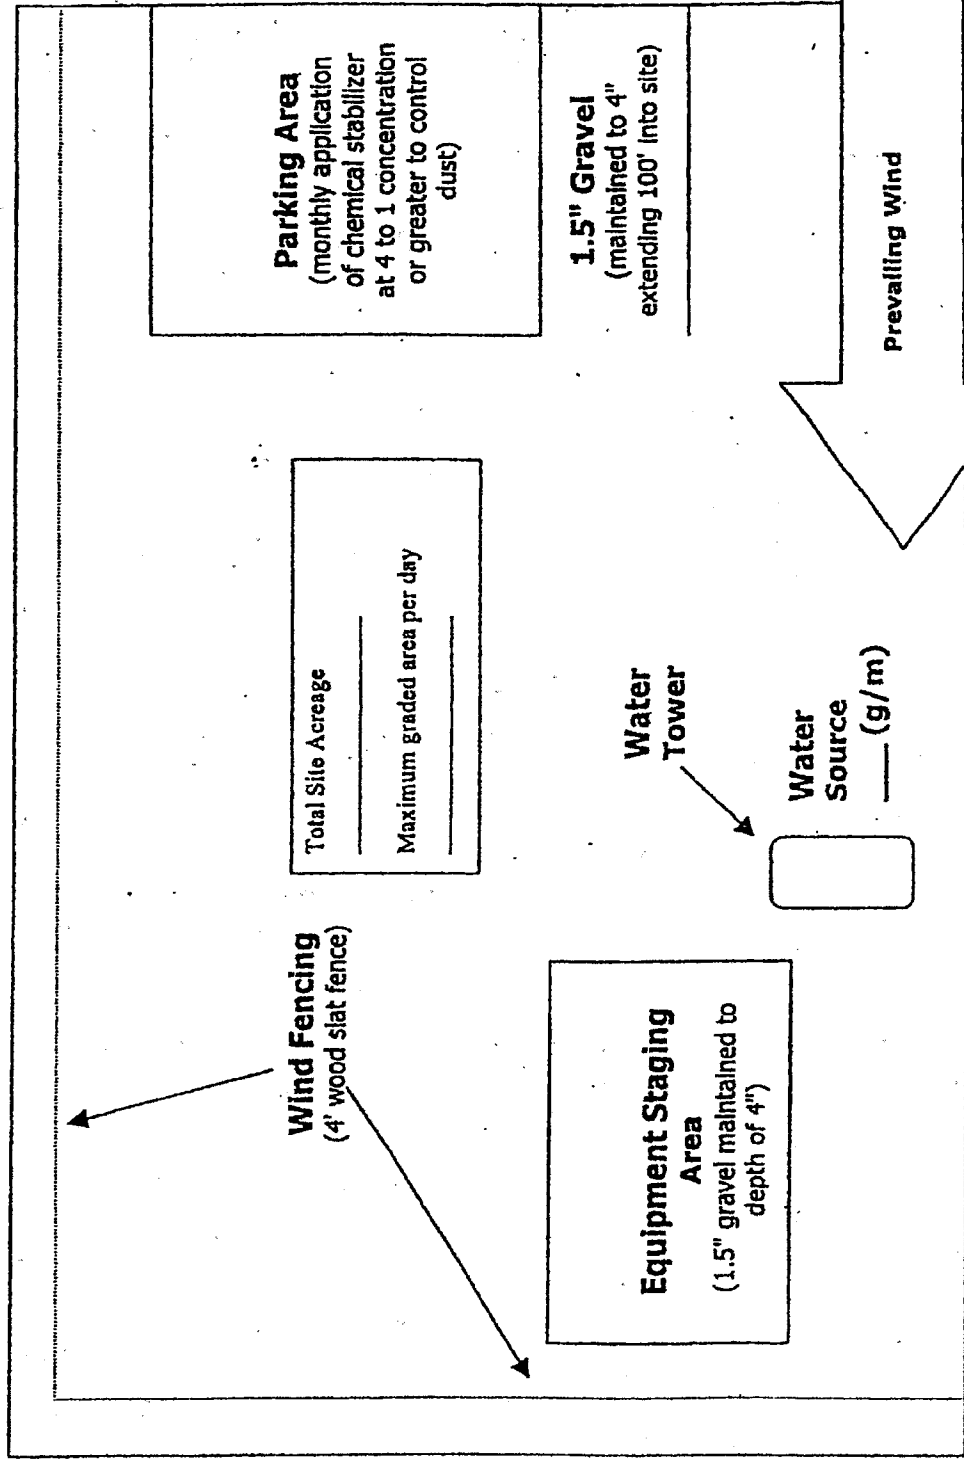 Wind Fencing
(4' wood slat fence)
Total Site Acreage
Maximum graded area per day
Parking Area
(monthly application
of chemical stabilizer
at 4 to 1 concentration
or greater to control
dust)
1.5" Gravel
(maintained to 4"
extending 100' into site)
Equipment Staging
Area
(1.5" gravel maintained to
depth of 4")
Water
Tower
Water
Source
(g/m)
Prevailing Wind